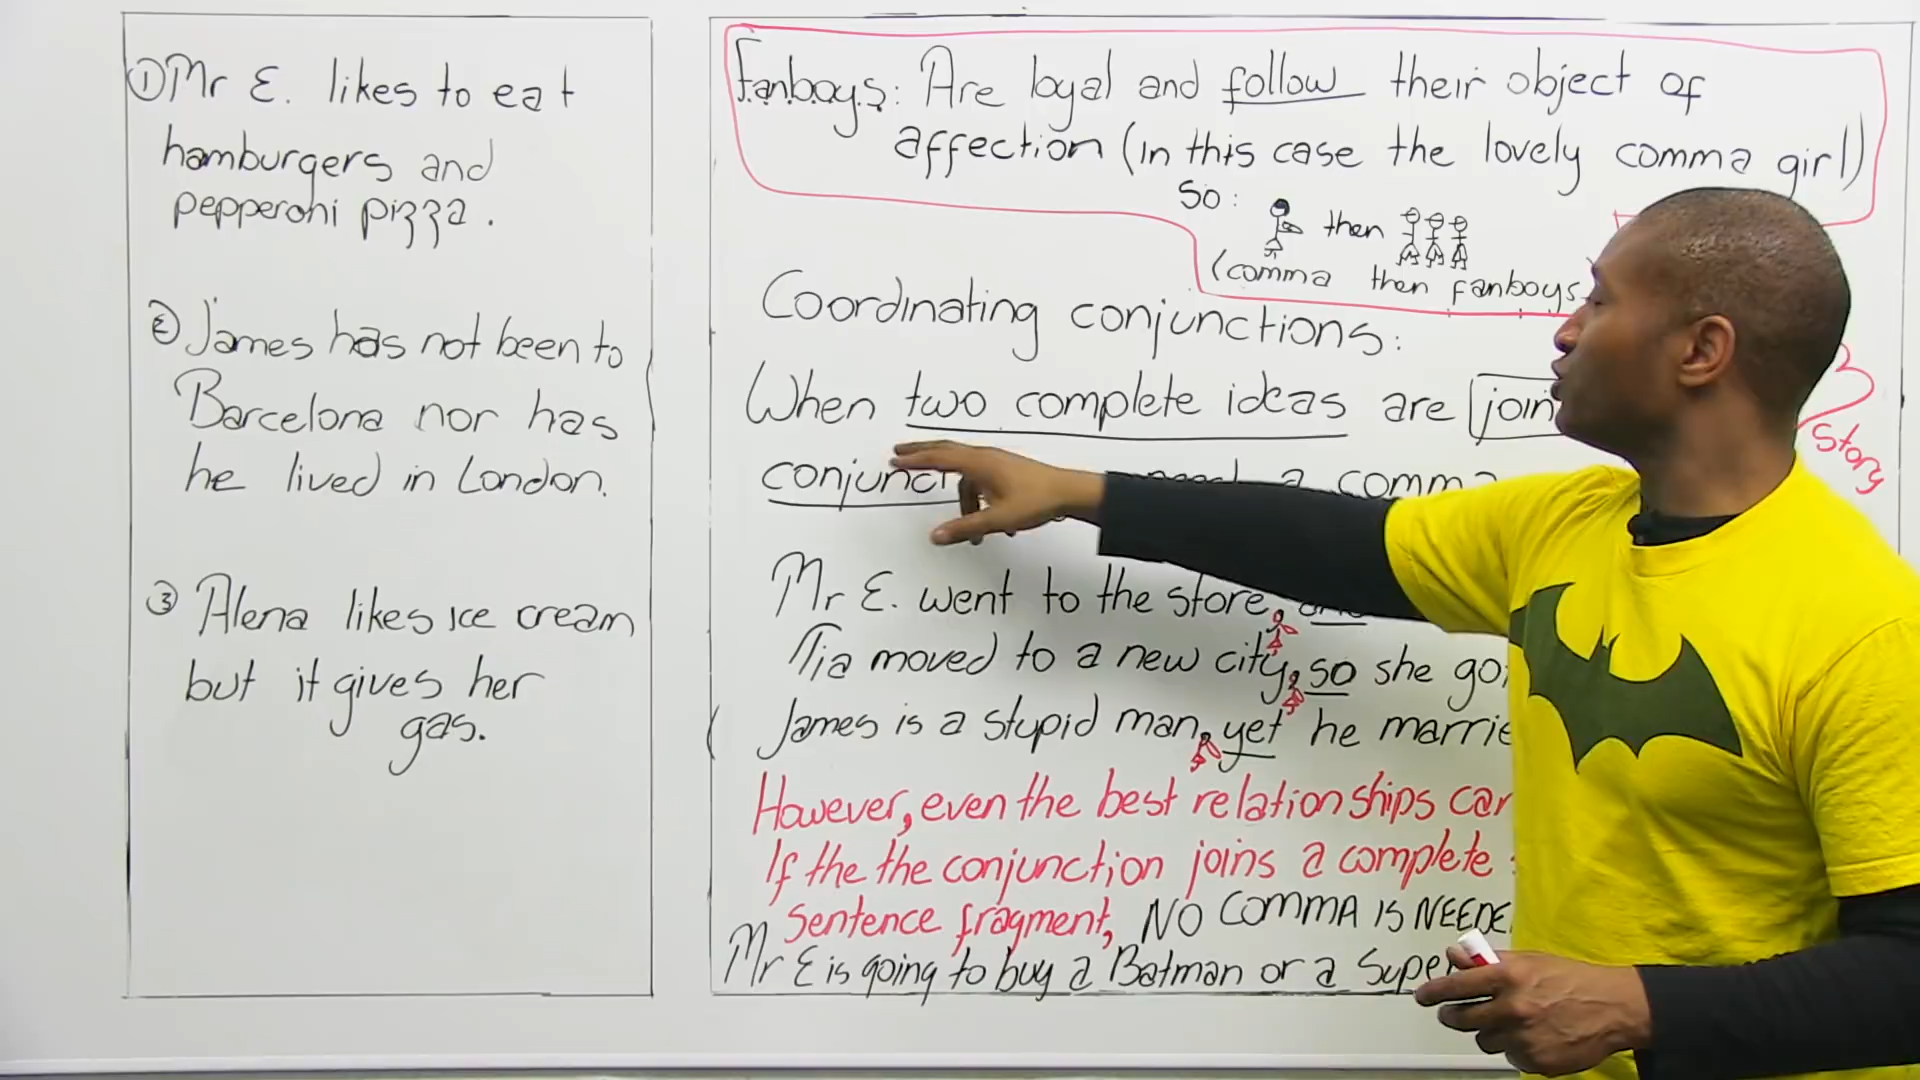 ① Mr E. likes to eat
hamburgers and
pepperoni pizza.
② James has not been to
Barcelona nor has
he lived in London.
③ Alena likes ice cream
but it gives her
gas.
Fanboys: Are loyal and follow their object of
affection (in this case the lovely comma girl)
So: then
(comma then fanboys
Coordinating conjunctions:
When two complete ideas are join
conjunct need a comma
Mr E. went to the store,
Tia moved to a new city, so she go
James is a stupid man, yet he marrie
However, even the best relationships can
If the the conjunction joins a complete
sentence fragment, NO COMMA IS NEEDE
Mr E is going to buy a Batman or a Super
story